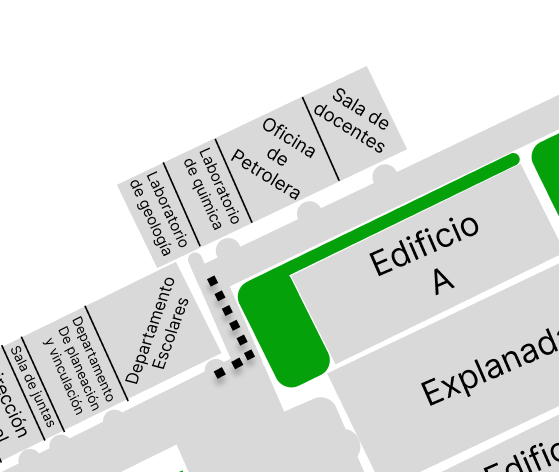 Sala de
docentes
Oficina
de
Petrolera
Laboratorio
de química
Laboratorio
de geología
Edificio
A
Departamento
Escolares
Departamento
De planeación
y vinculación
Sala de juntas
Explanada